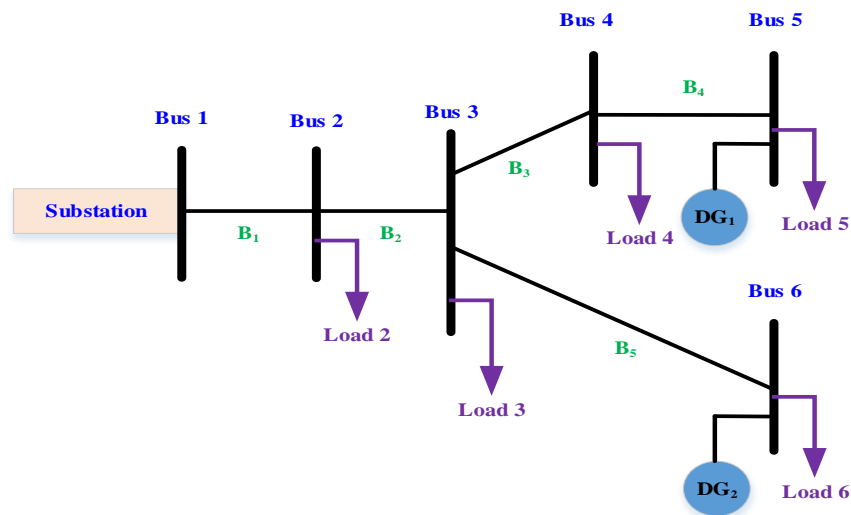 Bus 4
Bus 5
Bus 1
Bus 2
Bus 3
B₄
B₃
Substation
DG₁
Load 5
B₁
B₂
Load 4
Bus 6
Load 2
B₅
Load 3
DG₂
Load 6